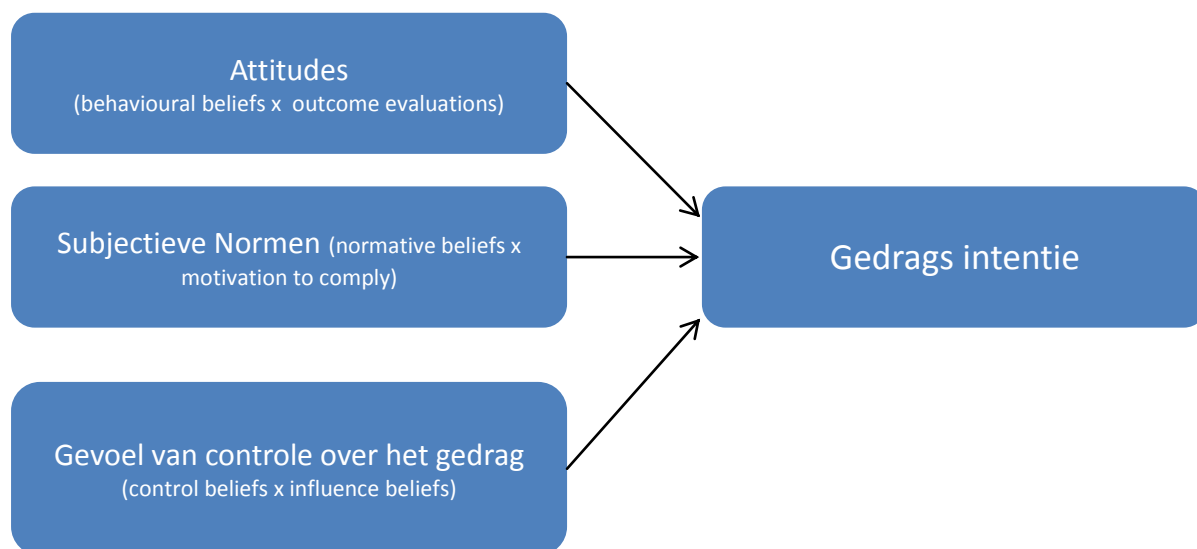 Attitudes
(behavioural beliefs x outcome evaluations)
Subjectieve Normen (normative beliefs x
motivation to comply)
Gedrags intentie
Gevoel van controle over het gedrag
(control beliefs x influence beliefs)